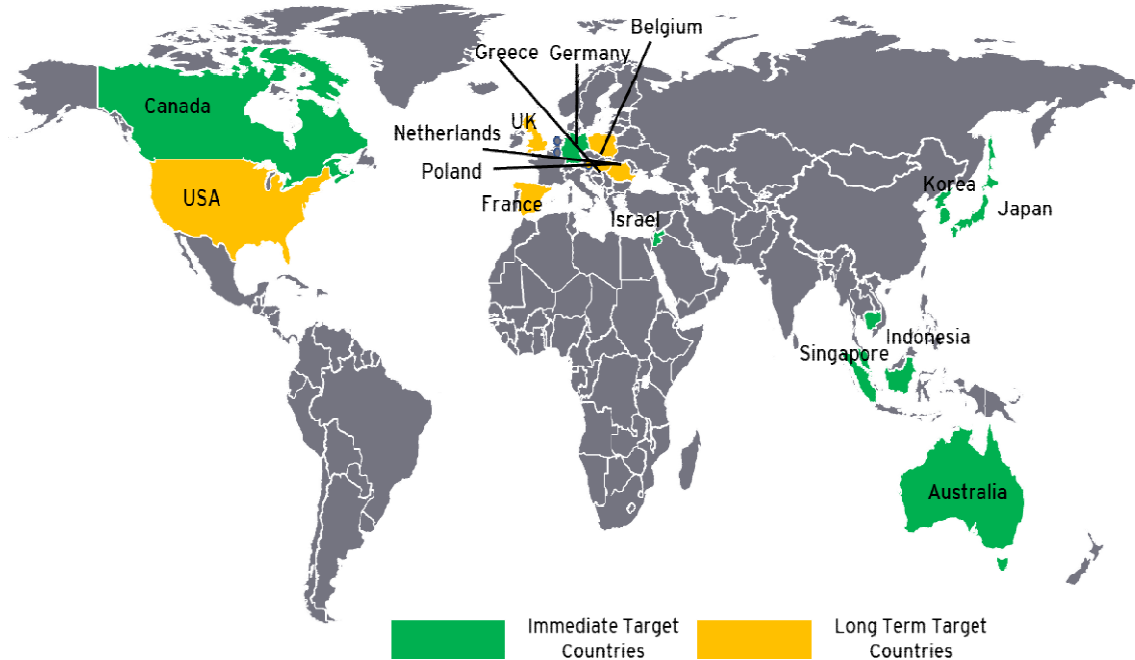 Belgium
Greece
Germany
Canada
UK
Netherlands
Poland
USA
France
Israel
Korea
Japan
Indonesia
Singapore
Australia
Immediate Target
Countries
Long Term Target
Countries